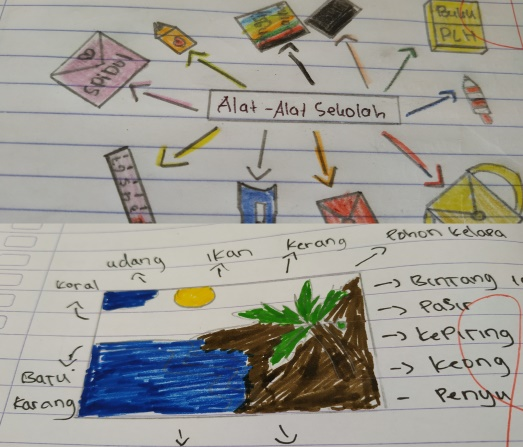 Buku
PLH
Alat-Alat Sekolah
Pohon Kelapa
kerang
ikan
udang
koral
→ Bintang
→ Pasir
→ Kepiting
→ Keong
- Penyu
Batu
Karang